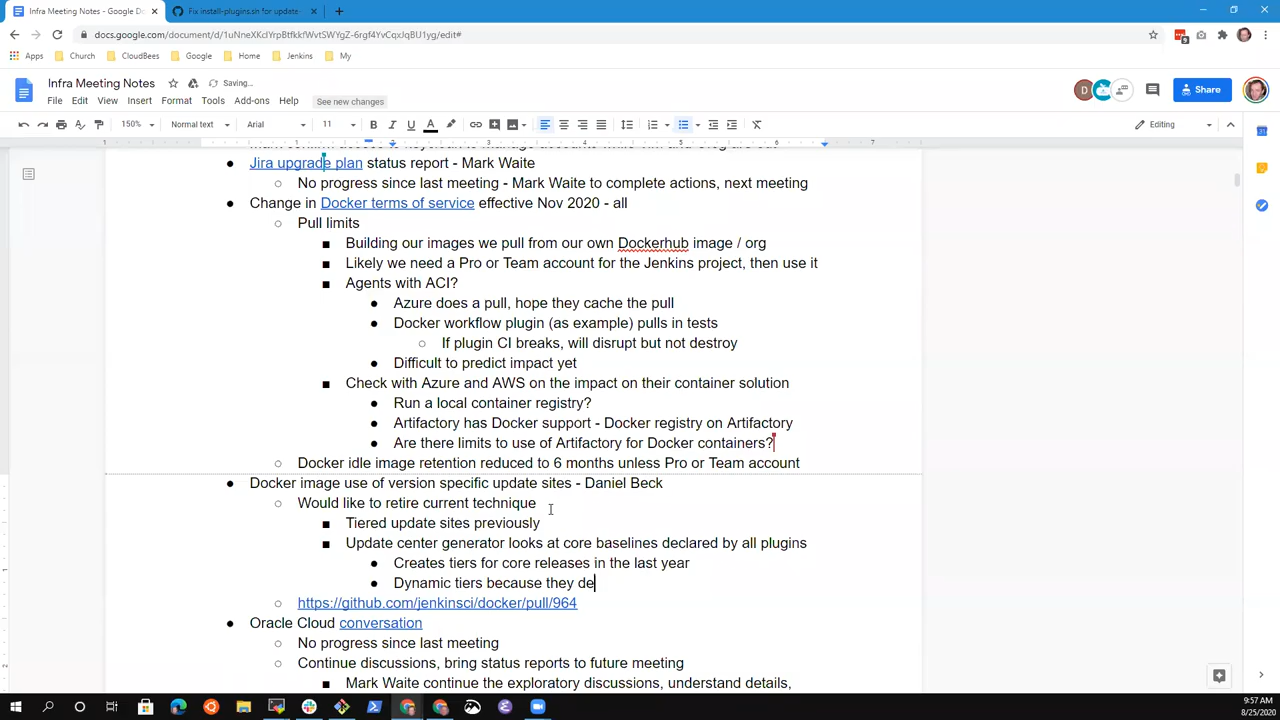 Infra Meeting Notes - Google Do
Fix install-plugins.sh for update-
docs.google.com/document/d/
Apps Church CloudBees Google Home Jenkins My
Infra Meeting Notes Saving...
File Edit View Insert Format Tools Add-ons Help See new changes
D Share
150% Normal text Arial 11 B I U A Editing
1 1 2 3 4 5 6 7
Jira upgrade plan status report - Mark Waite
No progress since last meeting - Mark Waite to complete actions, next meeting
Change in Docker terms of service effective Nov 2020 - all
Pull limits
Building our images we pull from our own Dockerhub image / org
Likely we need a Pro or Team account for the Jenkins project, then use it
Agents with ACI?
Azure does a pull, hope they cache the pull
Docker workflow plugin (as example) pulls in tests
If plugin CI breaks, will disrupt but not destroy
Difficult to predict impact yet
Check with Azure and AWS on the impact on their container solution
Run a local container registry?
Artifactory has Docker support - Docker registry on Artifactory
Are there limits to use of Artifactory for Docker containers?
Docker idle image retention reduced to 6 months unless Pro or Team account
Docker image use of version specific update sites - Daniel Beck
Would like to retire current technique
Tiered update sites previously
Update center generator looks at core baselines declared by all plugins
Creates tiers for core releases in the last year
Dynamic tiers because they de
https://github.com/jenkinsci/docker/pull/964
Oracle Cloud conversation
No progress since last meeting
Continue discussions, bring status reports to future meeting
Mark Waite continue the exploratory discussions, understand details,
9:57 AM
8/25/2020